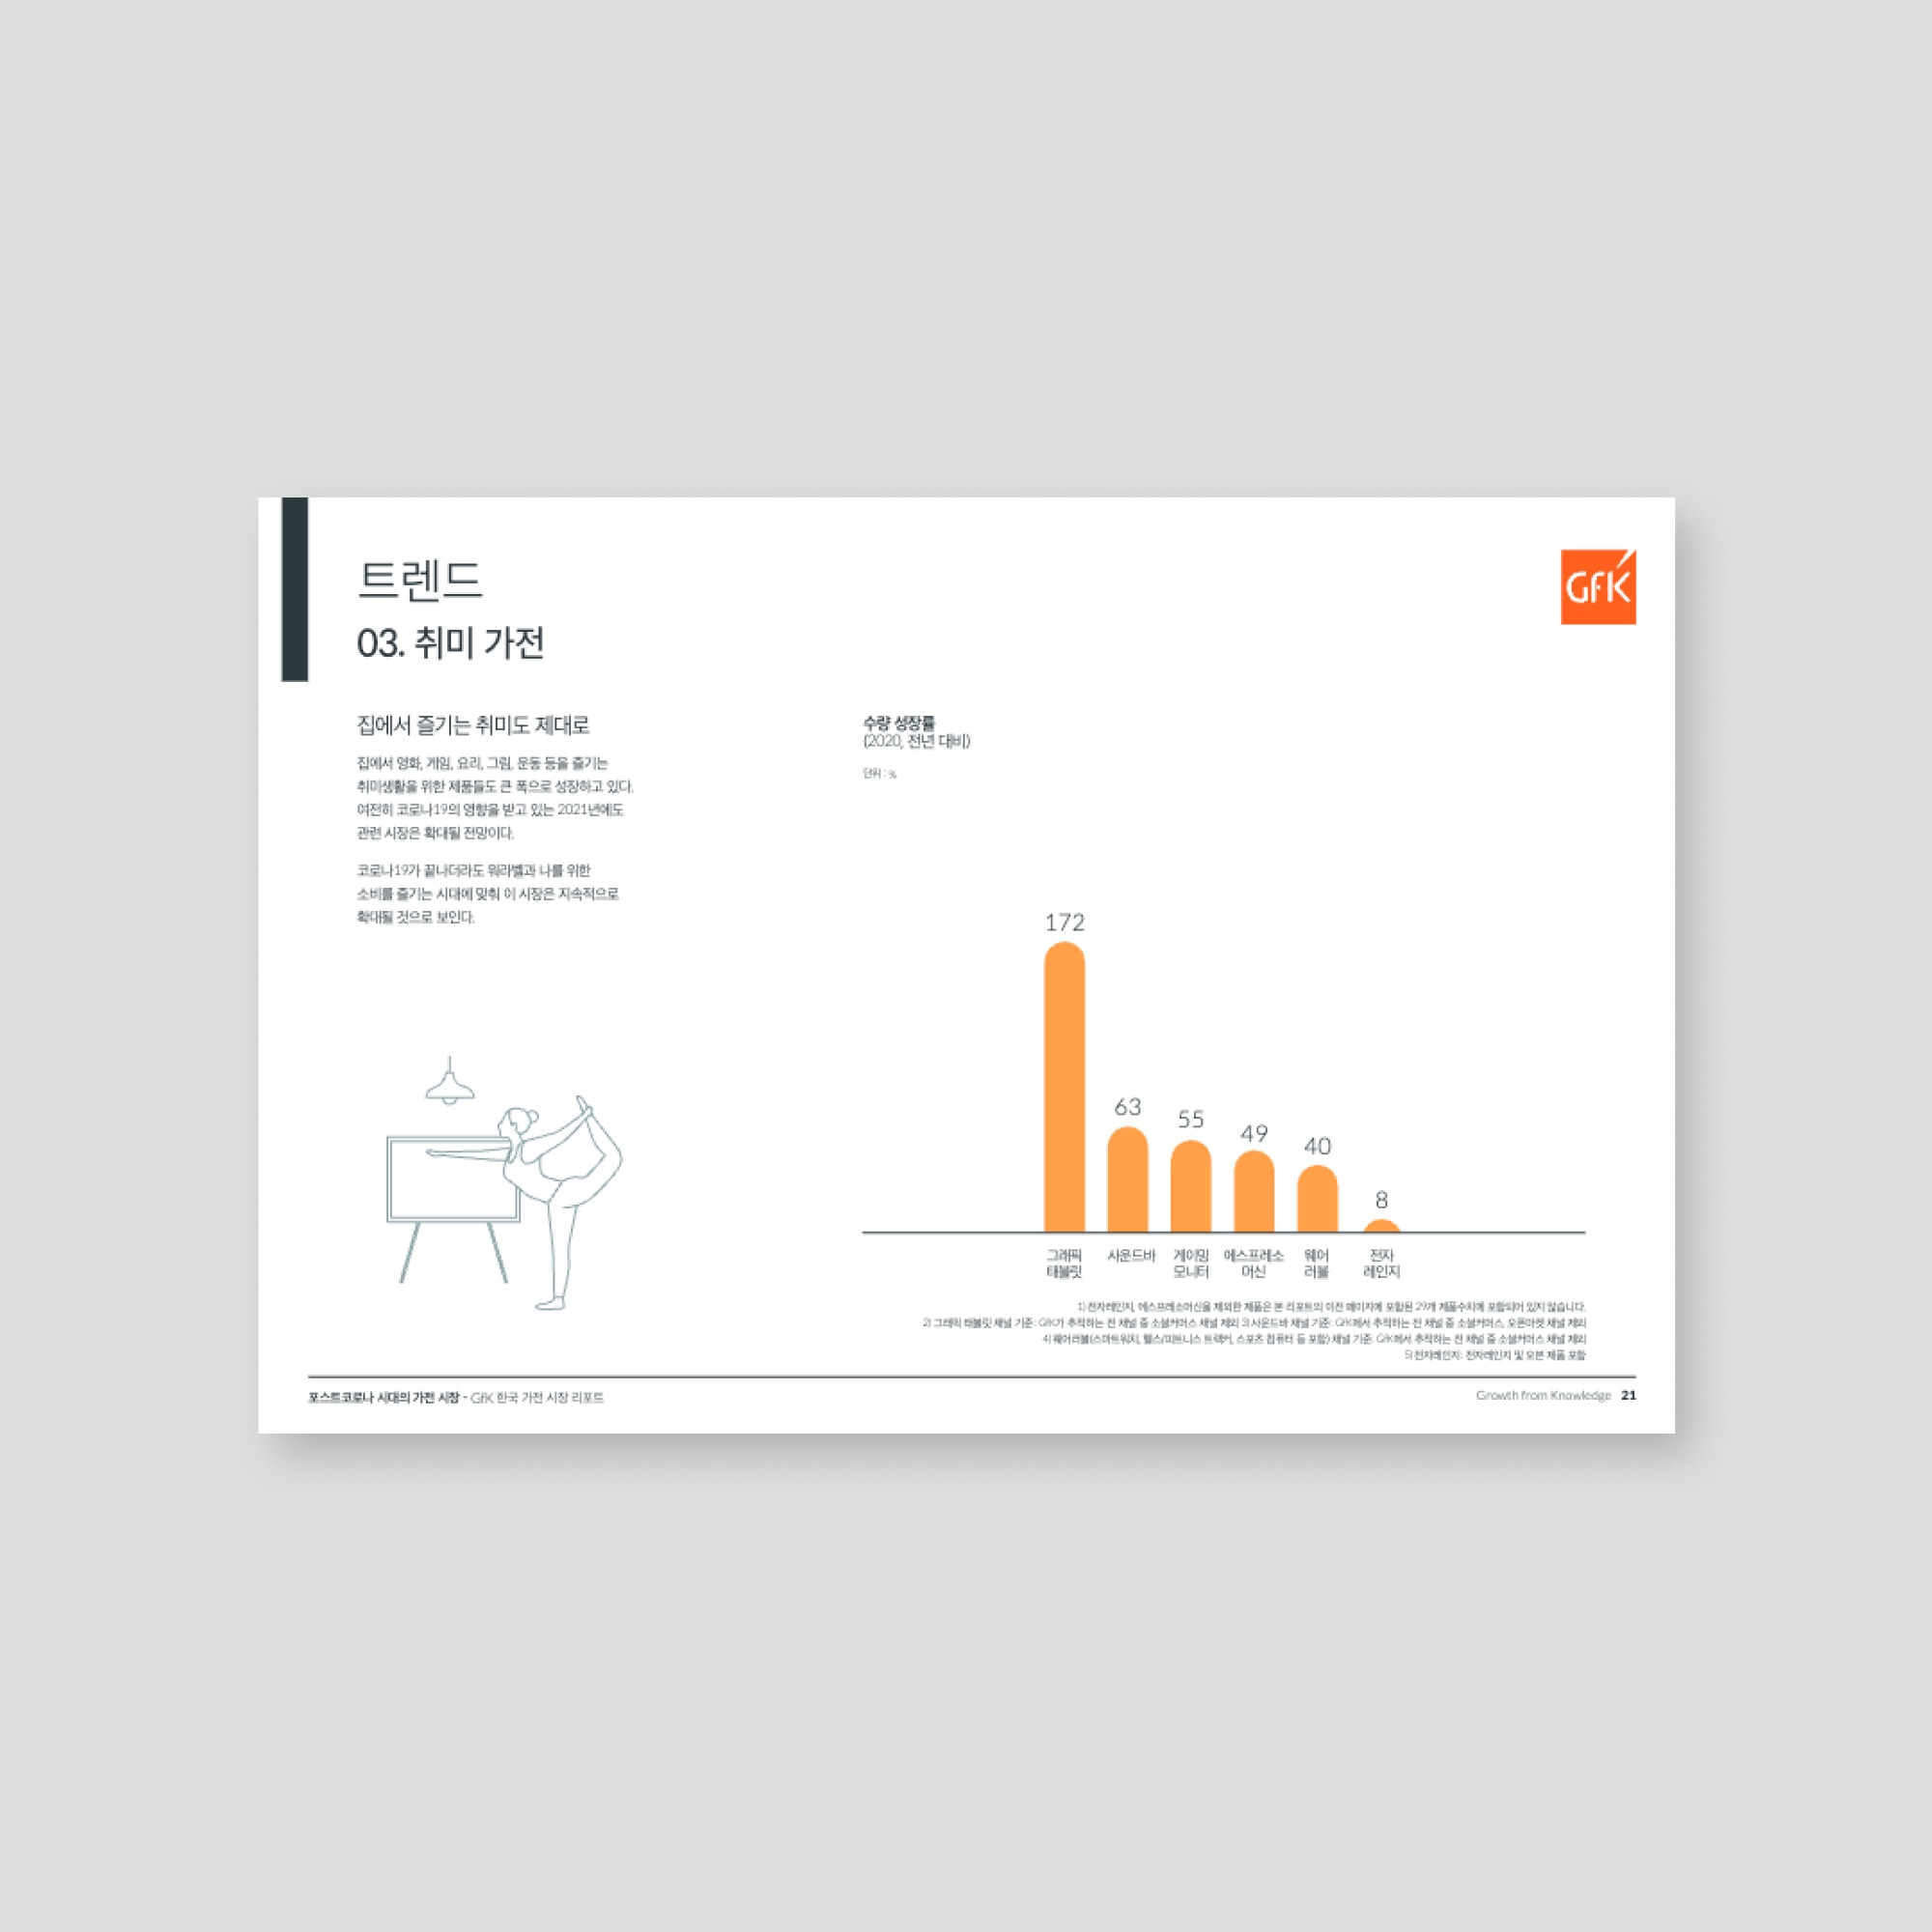 트렌드
03. 취미 가전
GfK
집에서 즐기는 취미도 제대로
집에서 영화, 게임, 요리, 그림, 운동 등을 즐기는
취미생활을 위한 제품들도 큰 폭으로 성장하고 있다.
여전히 코로나19의 영향을 받고 있는 2021년에도
관련 시장은 확대될 전망이다.
코로나19가 끝나더라도 워라벨과 나를 위한
소비를 즐기는 시대에 맞춰 이 시장은 지속적으로
확대될 것으로 보인다.
수량 성장률
(2020, 전년 대비)
단위 : %
172
63
55
49
40
8
그래픽 태블릿
사운드바
게이밍 모니터
에스프레소 머신
웨어러블
전자레인지
1) 전자레인지, 에스프레소머신을 제외한 제품은 본 리포트의 이전 페이지에 포함된 29개 제품수치에 포함되어 있지 않습니다.
2) 그래픽 태블릿 채널 기준: GfK가 추적하는 전 채널 중 소셜커머스 채널 제외 3) 사운드바 채널 기준: GfK에서 추적하는 전 채널 중 소셜커머스, 오픈마켓 채널 제외
4) 웨어러블(스마트워치, 헬스/피트니스 트랙커, 스포츠 컴퓨터 등 포함) 채널 기준: GfK에서 추적하는 전 채널 중 소셜커머스 채널 제외
5) 전자레인지: 전자레인지 및 오븐 제품 포함
포스트코로나 시대의 가전 시장 - GfK 한국 가전 시장 리포트
Growth from Knowledge 21